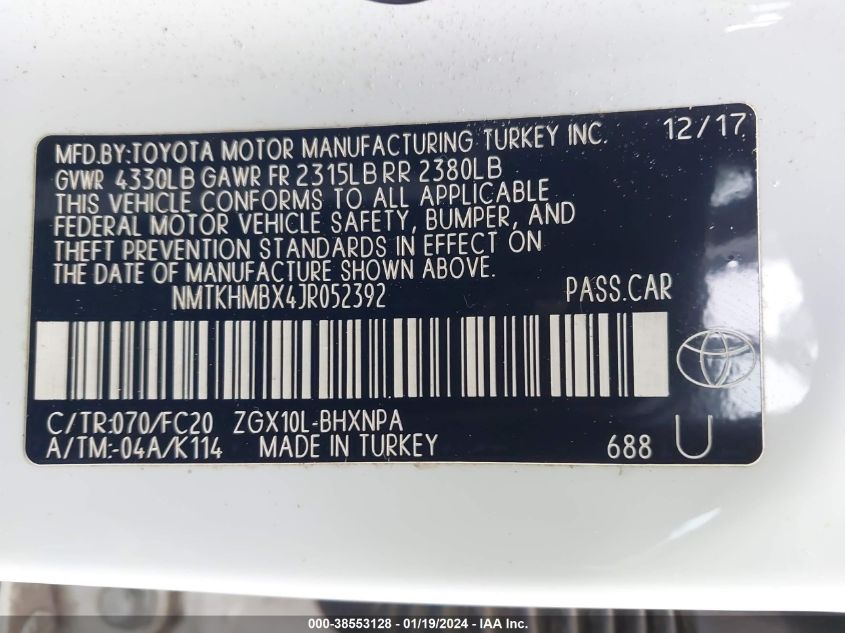 MFD.BY:TOYOTA MOTOR MANUFACTURING TURKEY INC. 12/17
GVWR 4330LB GAWR FR 2315LB RR 2380LB
THIS VEHICLE CONFORMS TO ALL APPLICABLE
FEDERAL MOTOR VEHICLE SAFETY, BUMPER, AND
THEFT PREVENTION STANDARDS IN EFFECT ON
THE DATE OF MANUFACTURE SHOWN ABOVE.
NMTKHMBX4JR052392 PASS.CAR
C/TR:070/FC20 ZGX10L-BHXNPA
A/TM:-04A/K114 MADE IN TURKEY 688 U
000-38553128 - 01/19/2024 - IAA Inc.